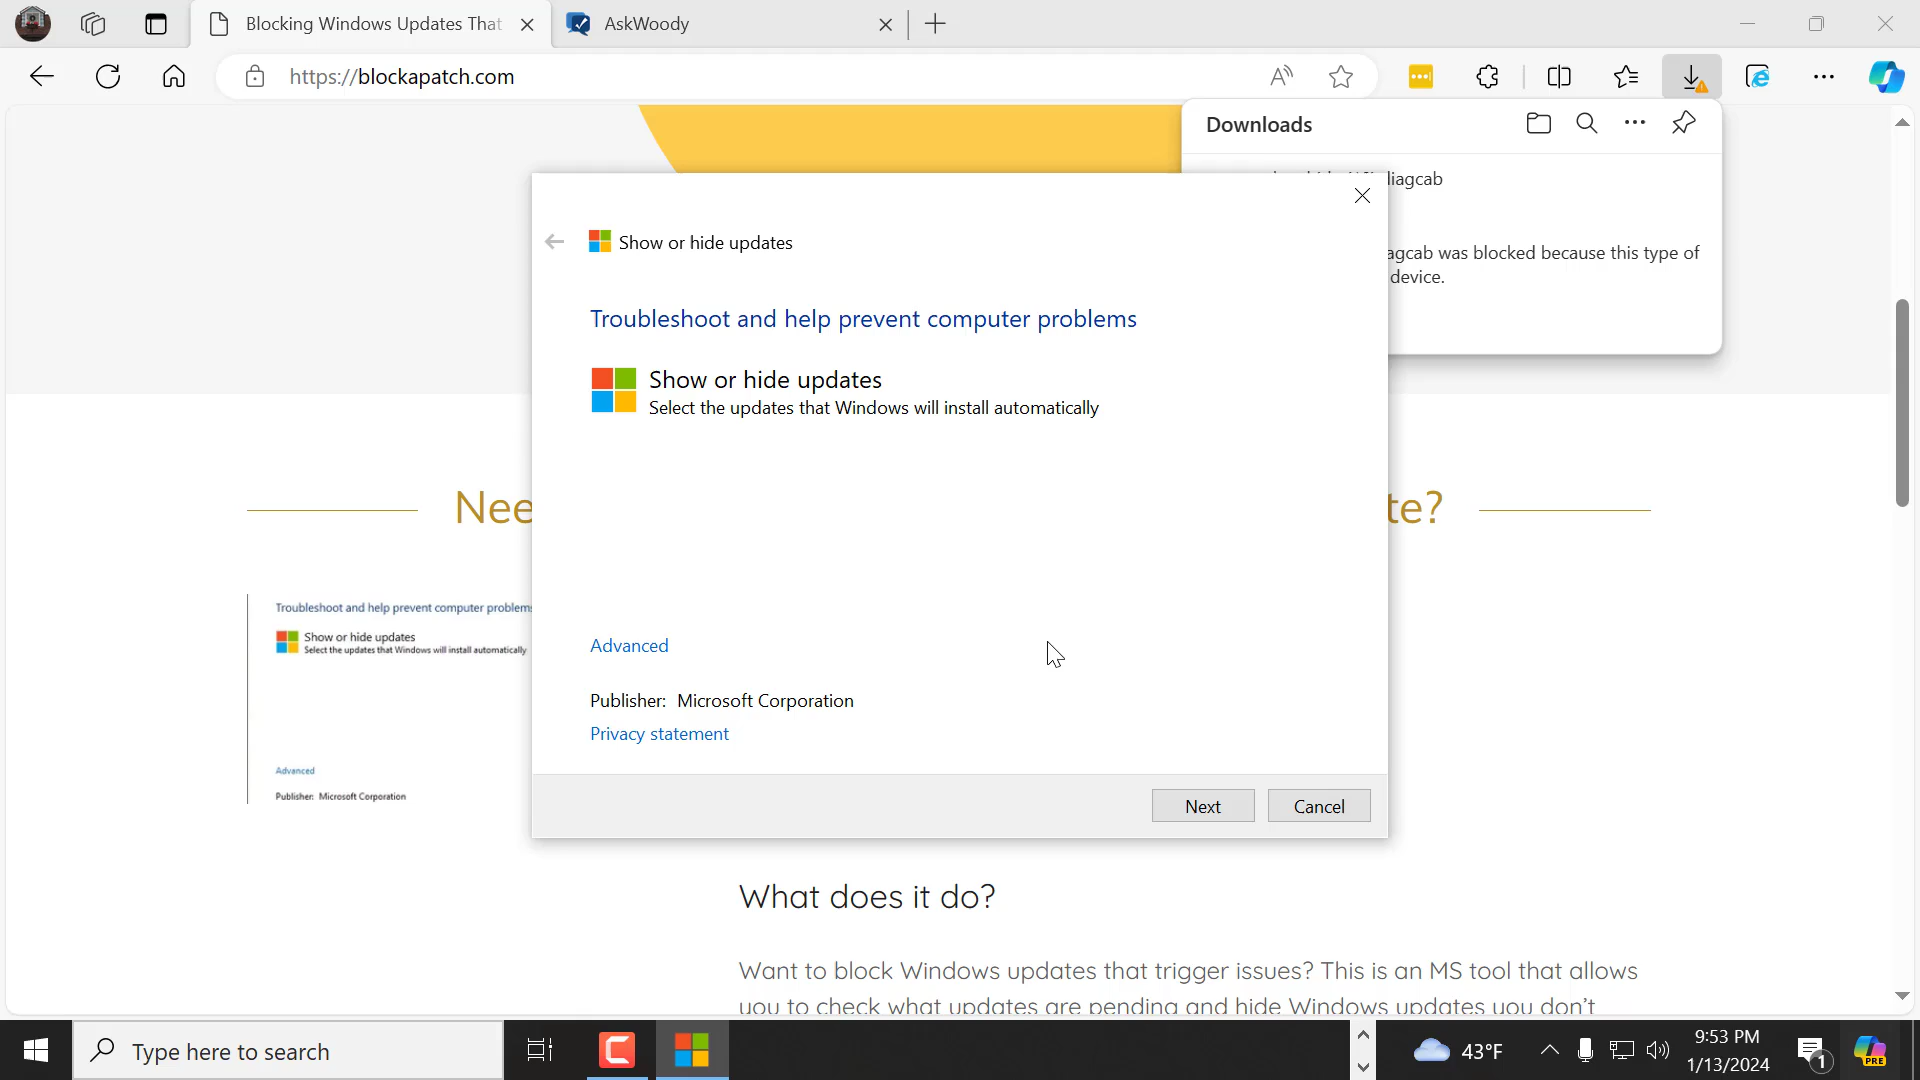 Blocking Windows Updates That
AskWoody
https://blockapatch.com
Downloads
diagcab
agcab was blocked because this type of
device.
Show or hide updates
Troubleshoot and help prevent computer problems
Show or hide updates
Select the updates that Windows will install automatically
Advanced
Publisher: Microsoft Corporation
Privacy statement
Next
Cancel
Nee
te?
Troubleshoot and help prevent computer problems
Show or hide updates
Select the updates that Windows will install automatically
Advanced
Publisher: Microsoft Corporation
What does it do?
Want to block Windows updates that trigger issues? This is an MS tool that allows
you to check what updates are pending and hide Windows updates you don't
Type here to search
43°F
9:53 PM
1/13/2024
1
PRE